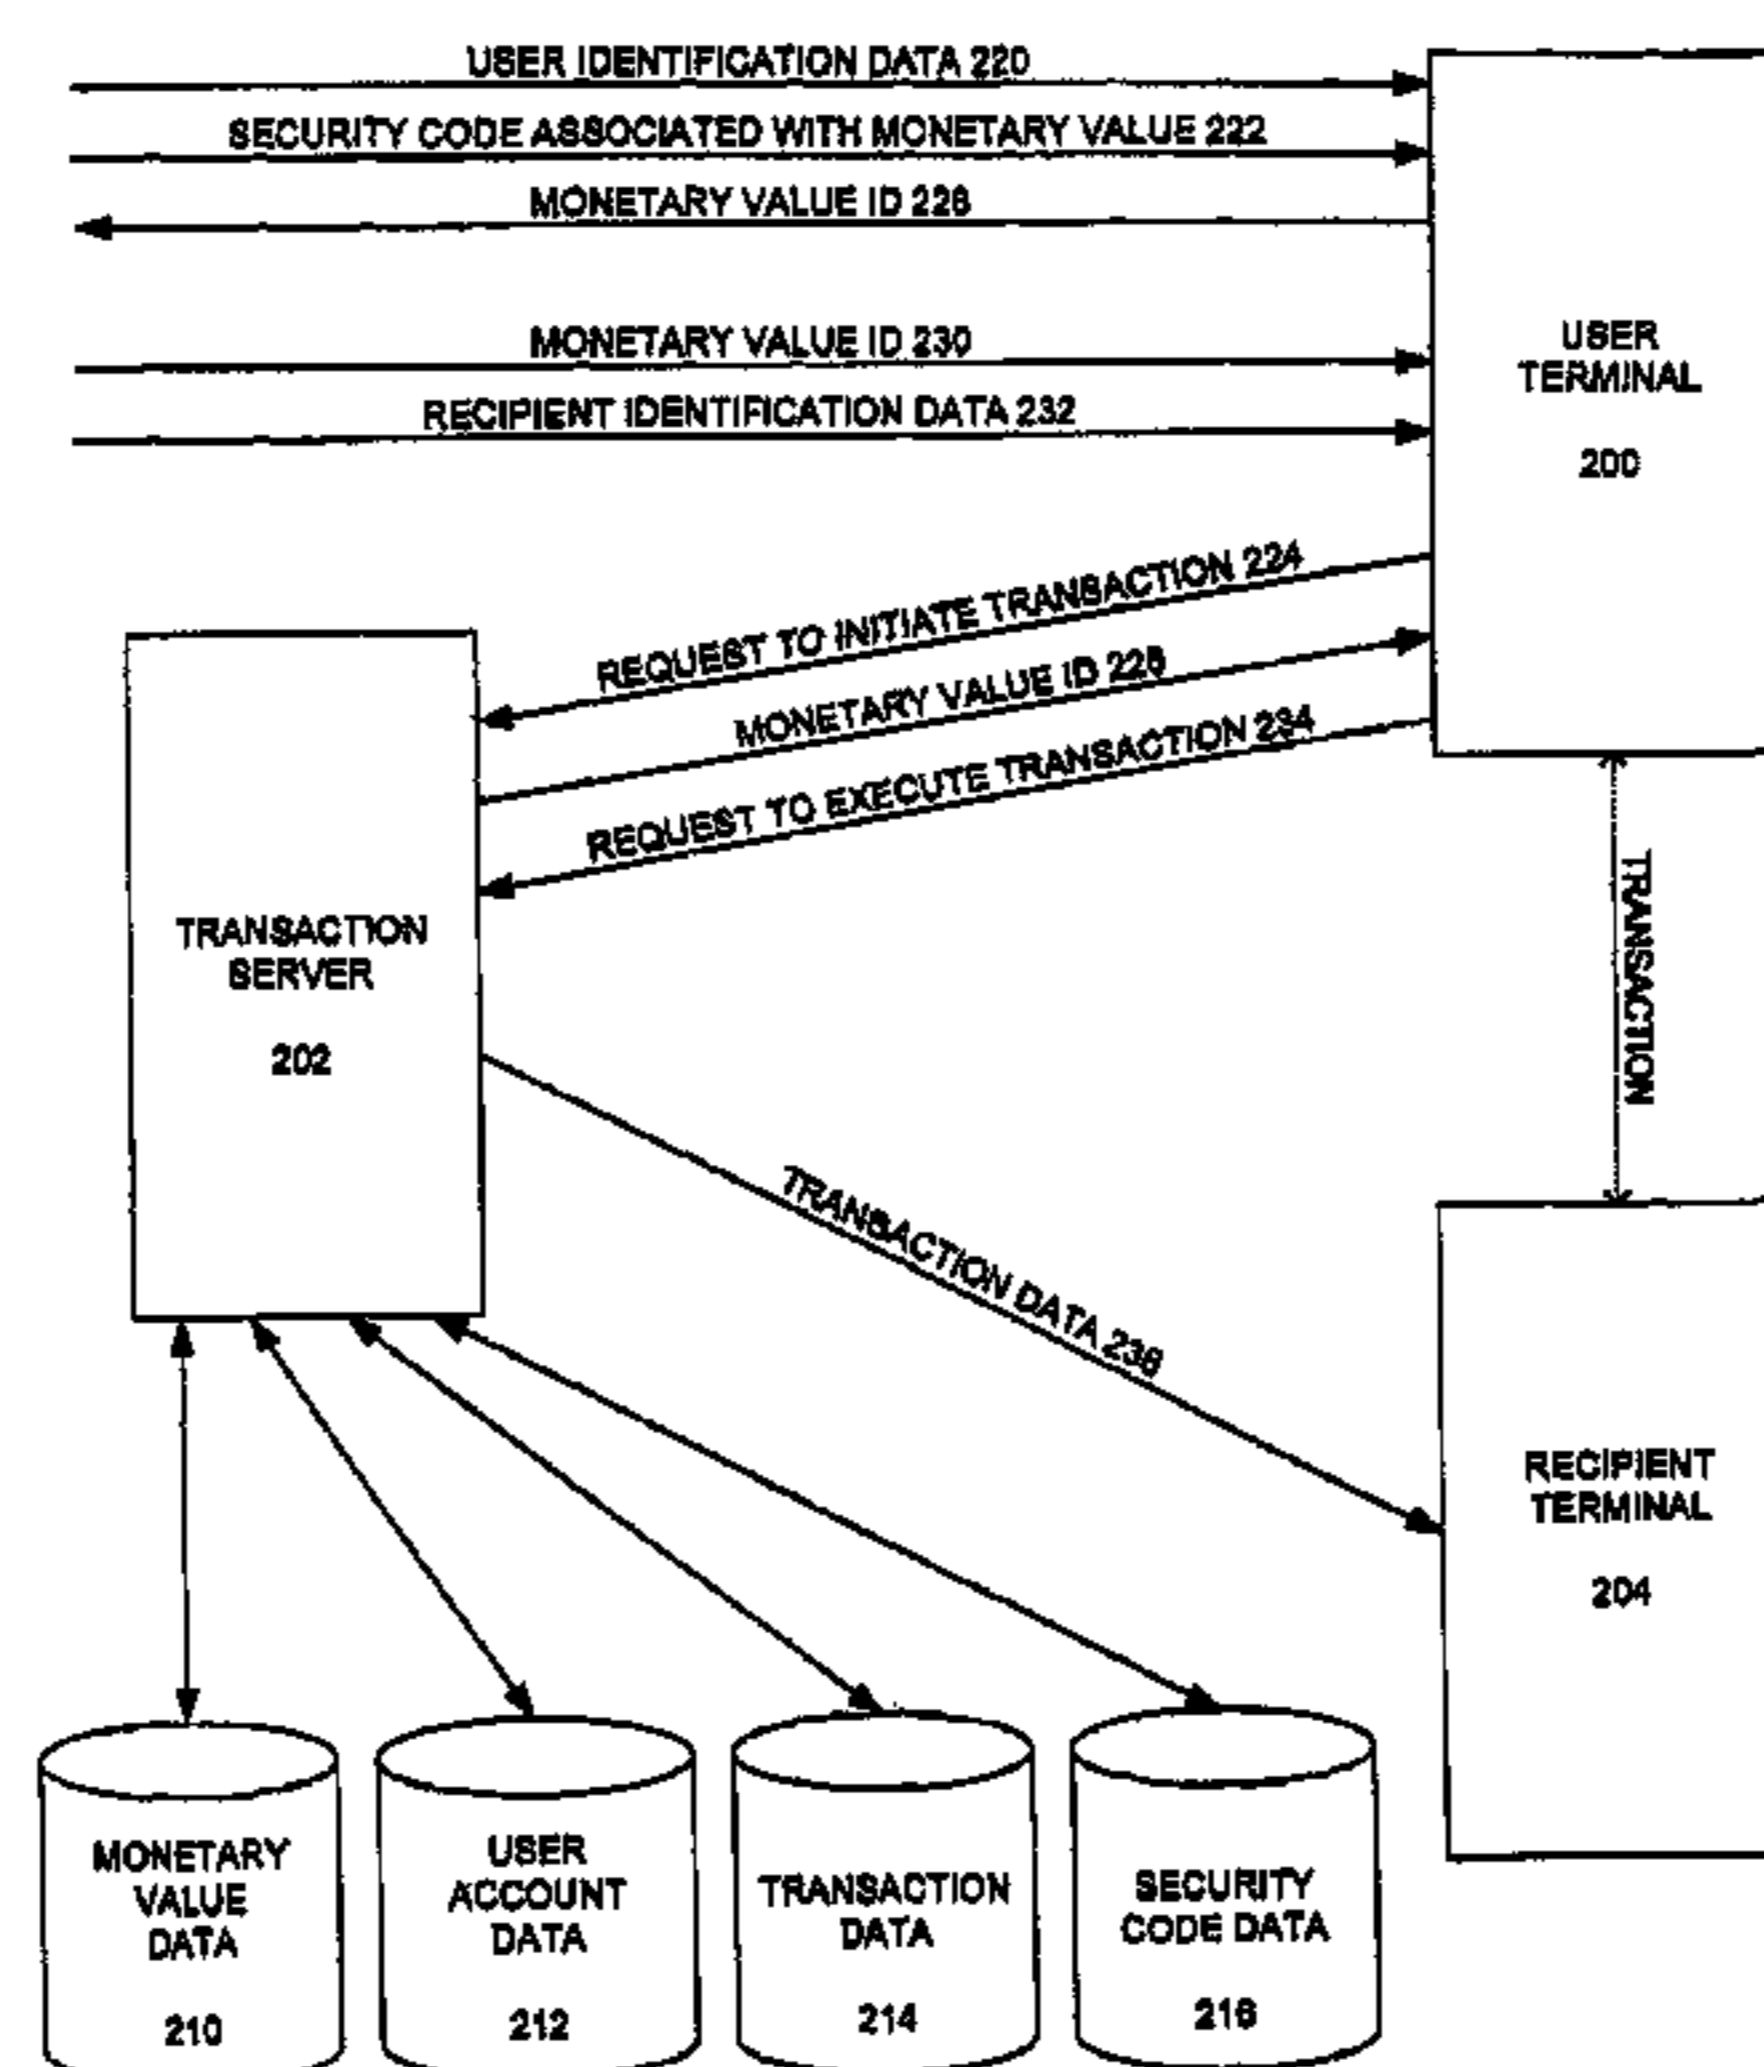 USER IDENTIFICATION DATA 220
SECURITY CODE ASSOCIATED WITH MONETARY VALUE 222
MONETARY VALUE ID 228
MONETARY VALUE ID 230
RECIPIENT IDENTIFICATION DATA 232
USER
TERMINAL
200
REQUEST TO INITIATE TRANSACTION 224
MONETARY VALUE ID 228
REQUEST TO EXECUTE TRANSACTION 234
TRANSACTION
SERVER
202
TRANSACTION
TRANSACTION DATA 236
RECIPIENT
TERMINAL
204
MONETARY
VALUE
DATA
210
USER
ACCOUNT
DATA
212
TRANSACTION
DATA
214
SECURITY
CODE DATA
216